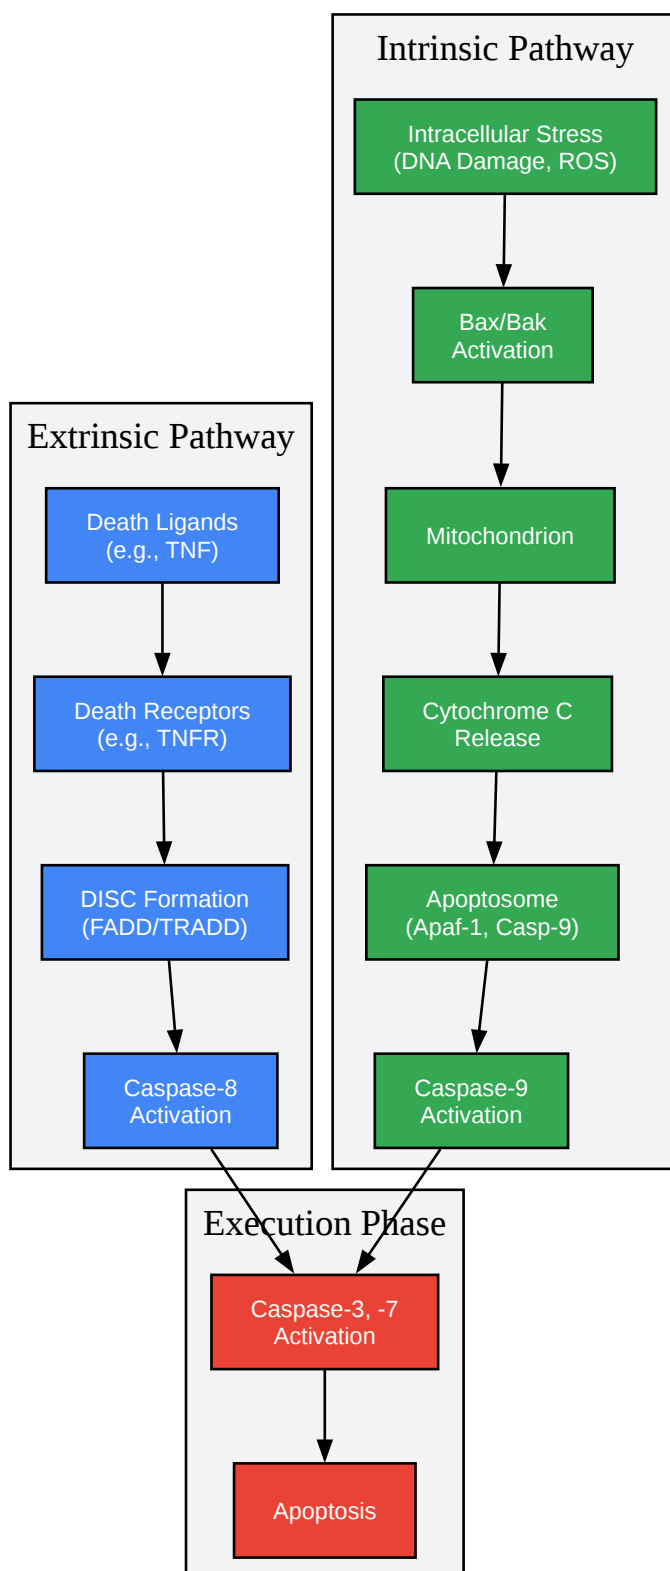 Intrinsic Pathway
Intracellular Stress
(DNA Damage, ROS)
Bax/Bak
Activation
Mitochondrion
Cytochrome C
Release
Apoptosome
(Apaf-1, Casp-9)
Caspase-9
Activation
Extrinsic Pathway
Death Ligands
(e.g., TNF)
Death Receptors
(e.g., TNFR)
DISC Formation
(FADD/TRADD)
Caspase-8
Activation
Execution Phase
Caspase-3, -7
Activation
Apoptosis